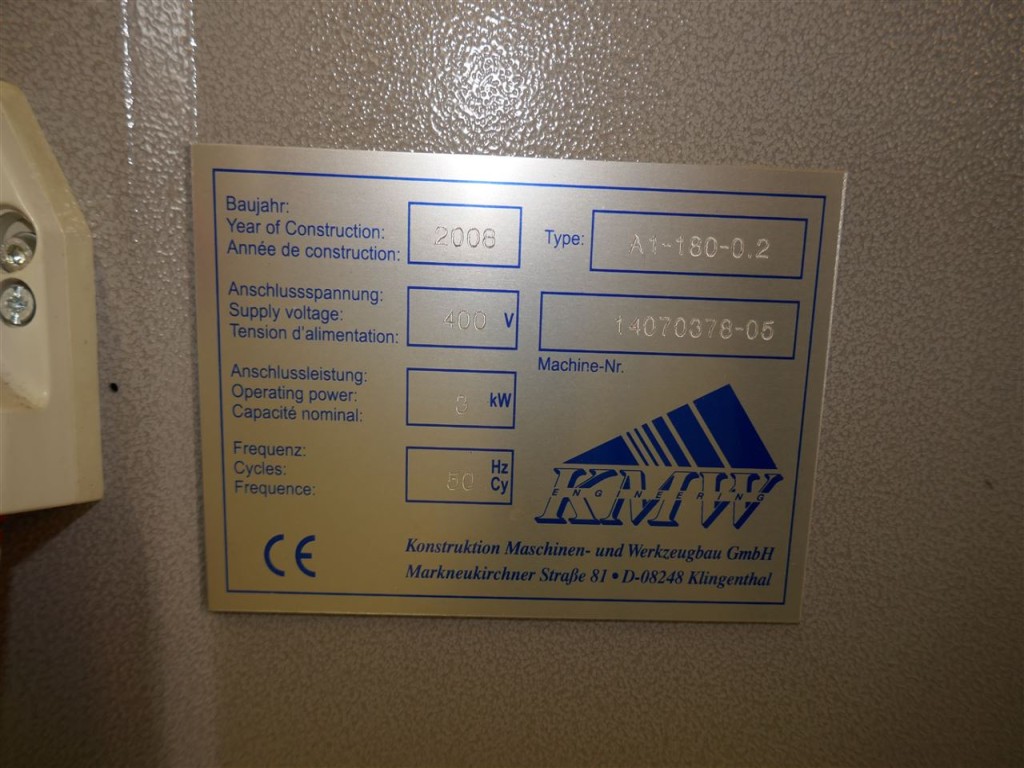 Baujahr:
Year of Construction:
Année de construction:
2008
Type:
A1-180-0.2
Anschlussspannung:
Supply voltage:
Tension d'alimentation:
400 V
14070378-05
Machine-Nr.
Anschlussleistung:
Operating power:
Capacité nominal:
kW
Frequenz:
Cycles:
Frequence:
Hz
50 Cy
KMW
ENGINEERING
CE
Konstruktion Maschinen- und Werkzeugbau GmbH
Markneukirchner Straße 81 • D-08248 Klingenthal